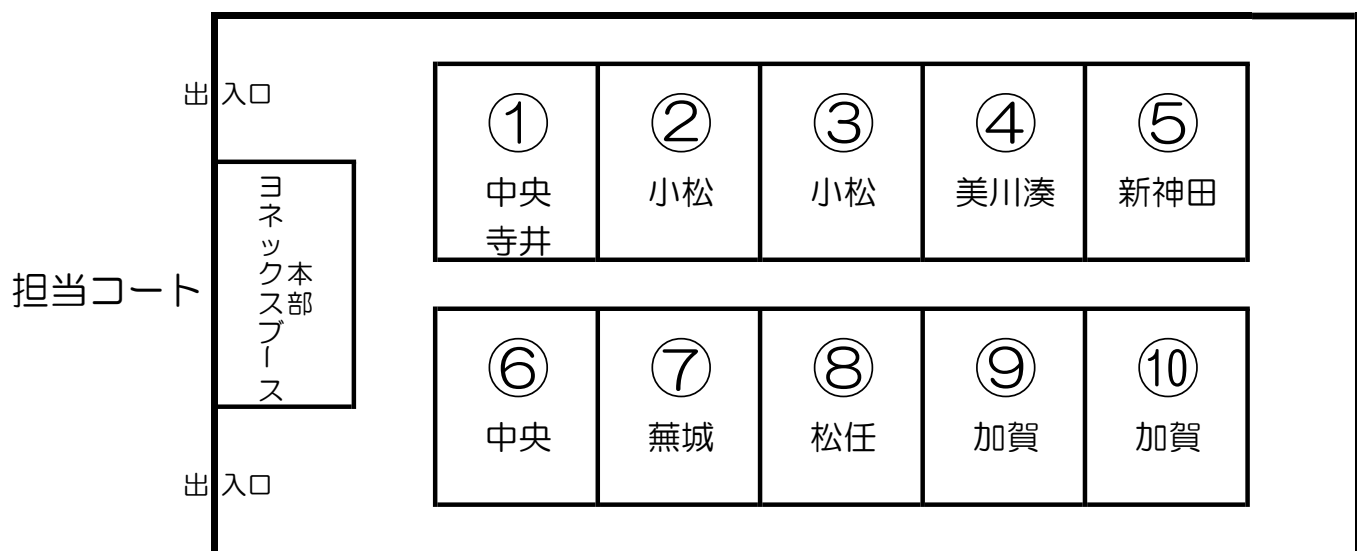 出入口
①
②
③
④
⑤
中央
寺井
小松
小松
美川湊
新神田
担当コート
ヨネックスブース
本部
⑥
⑦
⑧
⑨
⑩
中央
蕪城
松任
加賀
加賀
出入口